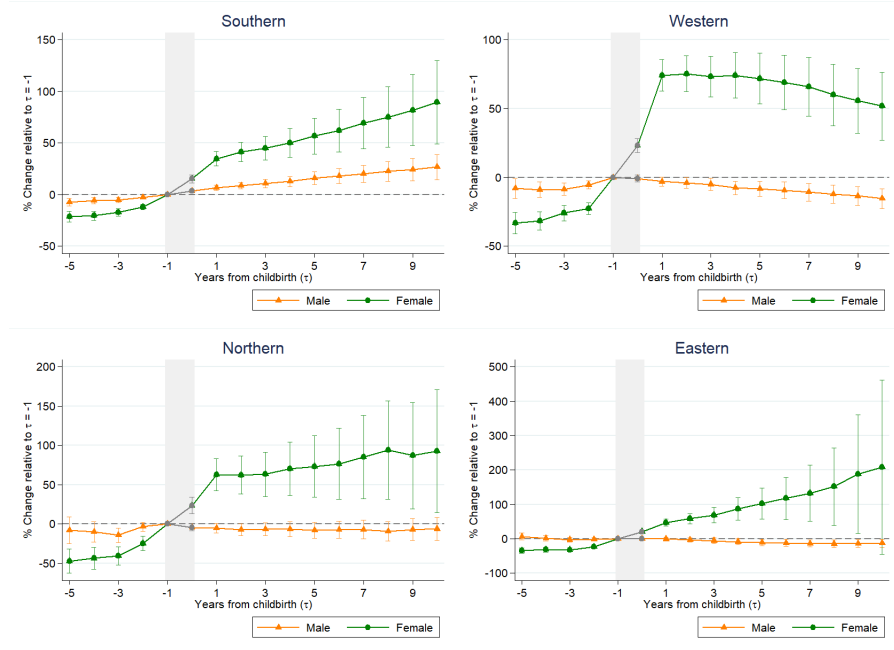 Southern
% Change relative to τ = -1
150
100
50
0
-50
-5 -3 -1 1 3 5 7 9
Years from childbirth (τ)
Male Female
Western
% Change relative to τ = -1
100
50
0
-50
-5 -3 -1 1 3 5 7 9
Years from childbirth (τ)
Male Female
Northern
% Change relative to τ = -1
200
150
100
50
0
-50
-5 -3 -1 1 3 5 7 9
Years from childbirth (τ)
Male Female
Eastern
% Change relative to τ = -1
500
400
300
200
100
0
-100
-5 -3 -1 1 3 5 7 9
Years from childbirth (τ)
Male Female